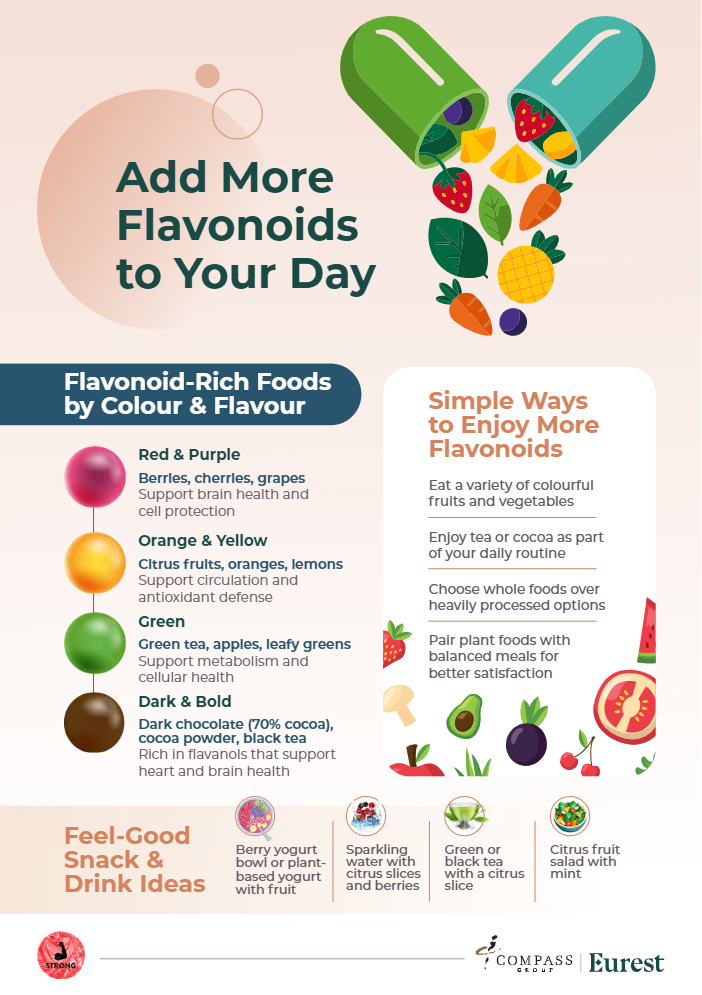 Add More
Flavonoids
to Your Day
Flavonoid-Rich Foods
by Colour & Flavour
Red & Purple
Berries, cherries, grapes
Support brain health and
cell protection
Orange & Yellow
Citrus fruits, oranges, lemons
Support circulation and
antioxidant defense
Green
Green tea, apples, leafy greens
Support metabolism and
cellular health
Dark & Bold
Dark chocolate (70% cocoa),
cocoa powder, black tea
Rich in flavanols that support
heart and brain health
Simple Ways
to Enjoy More
Flavonoids
Eat a variety of colourful
fruits and vegetables
Enjoy tea or cocoa as part
of your daily routine
Choose whole foods over
heavily processed options
Pair plant foods with
balanced meals for
better satisfaction
Feel-Good
Snack &
Drink Ideas
Berry yogurt
bowl or plant-
based yogurt
with fruit
Sparkling
water with
citrus slices
and berries
Green or
black tea
with a citrus
slice
Citrus fruit
salad with
mint
STRONG
COMPASS
GROUP
Eurest